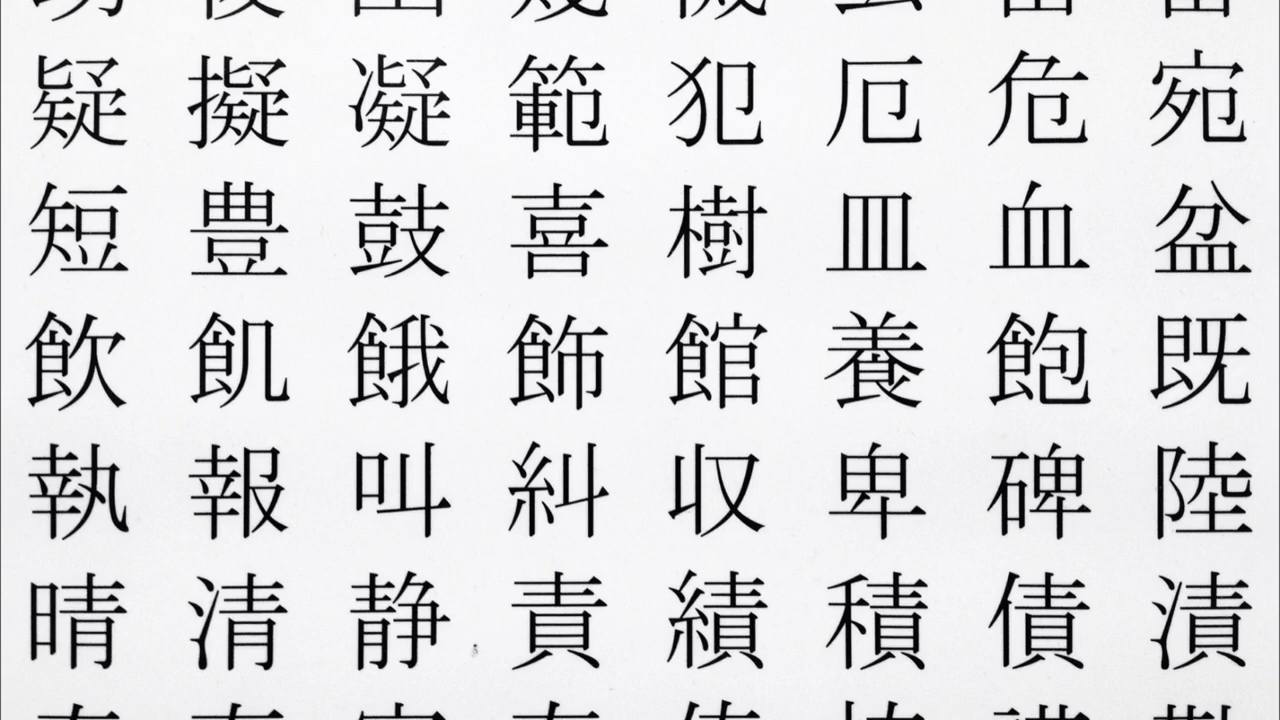 疑擬凝範犯厄危宛
短豊鼓喜樹皿血盆
飲飢餓飾館養飽既
執報叫糾収卑碑陸
晴清静責績積債漬